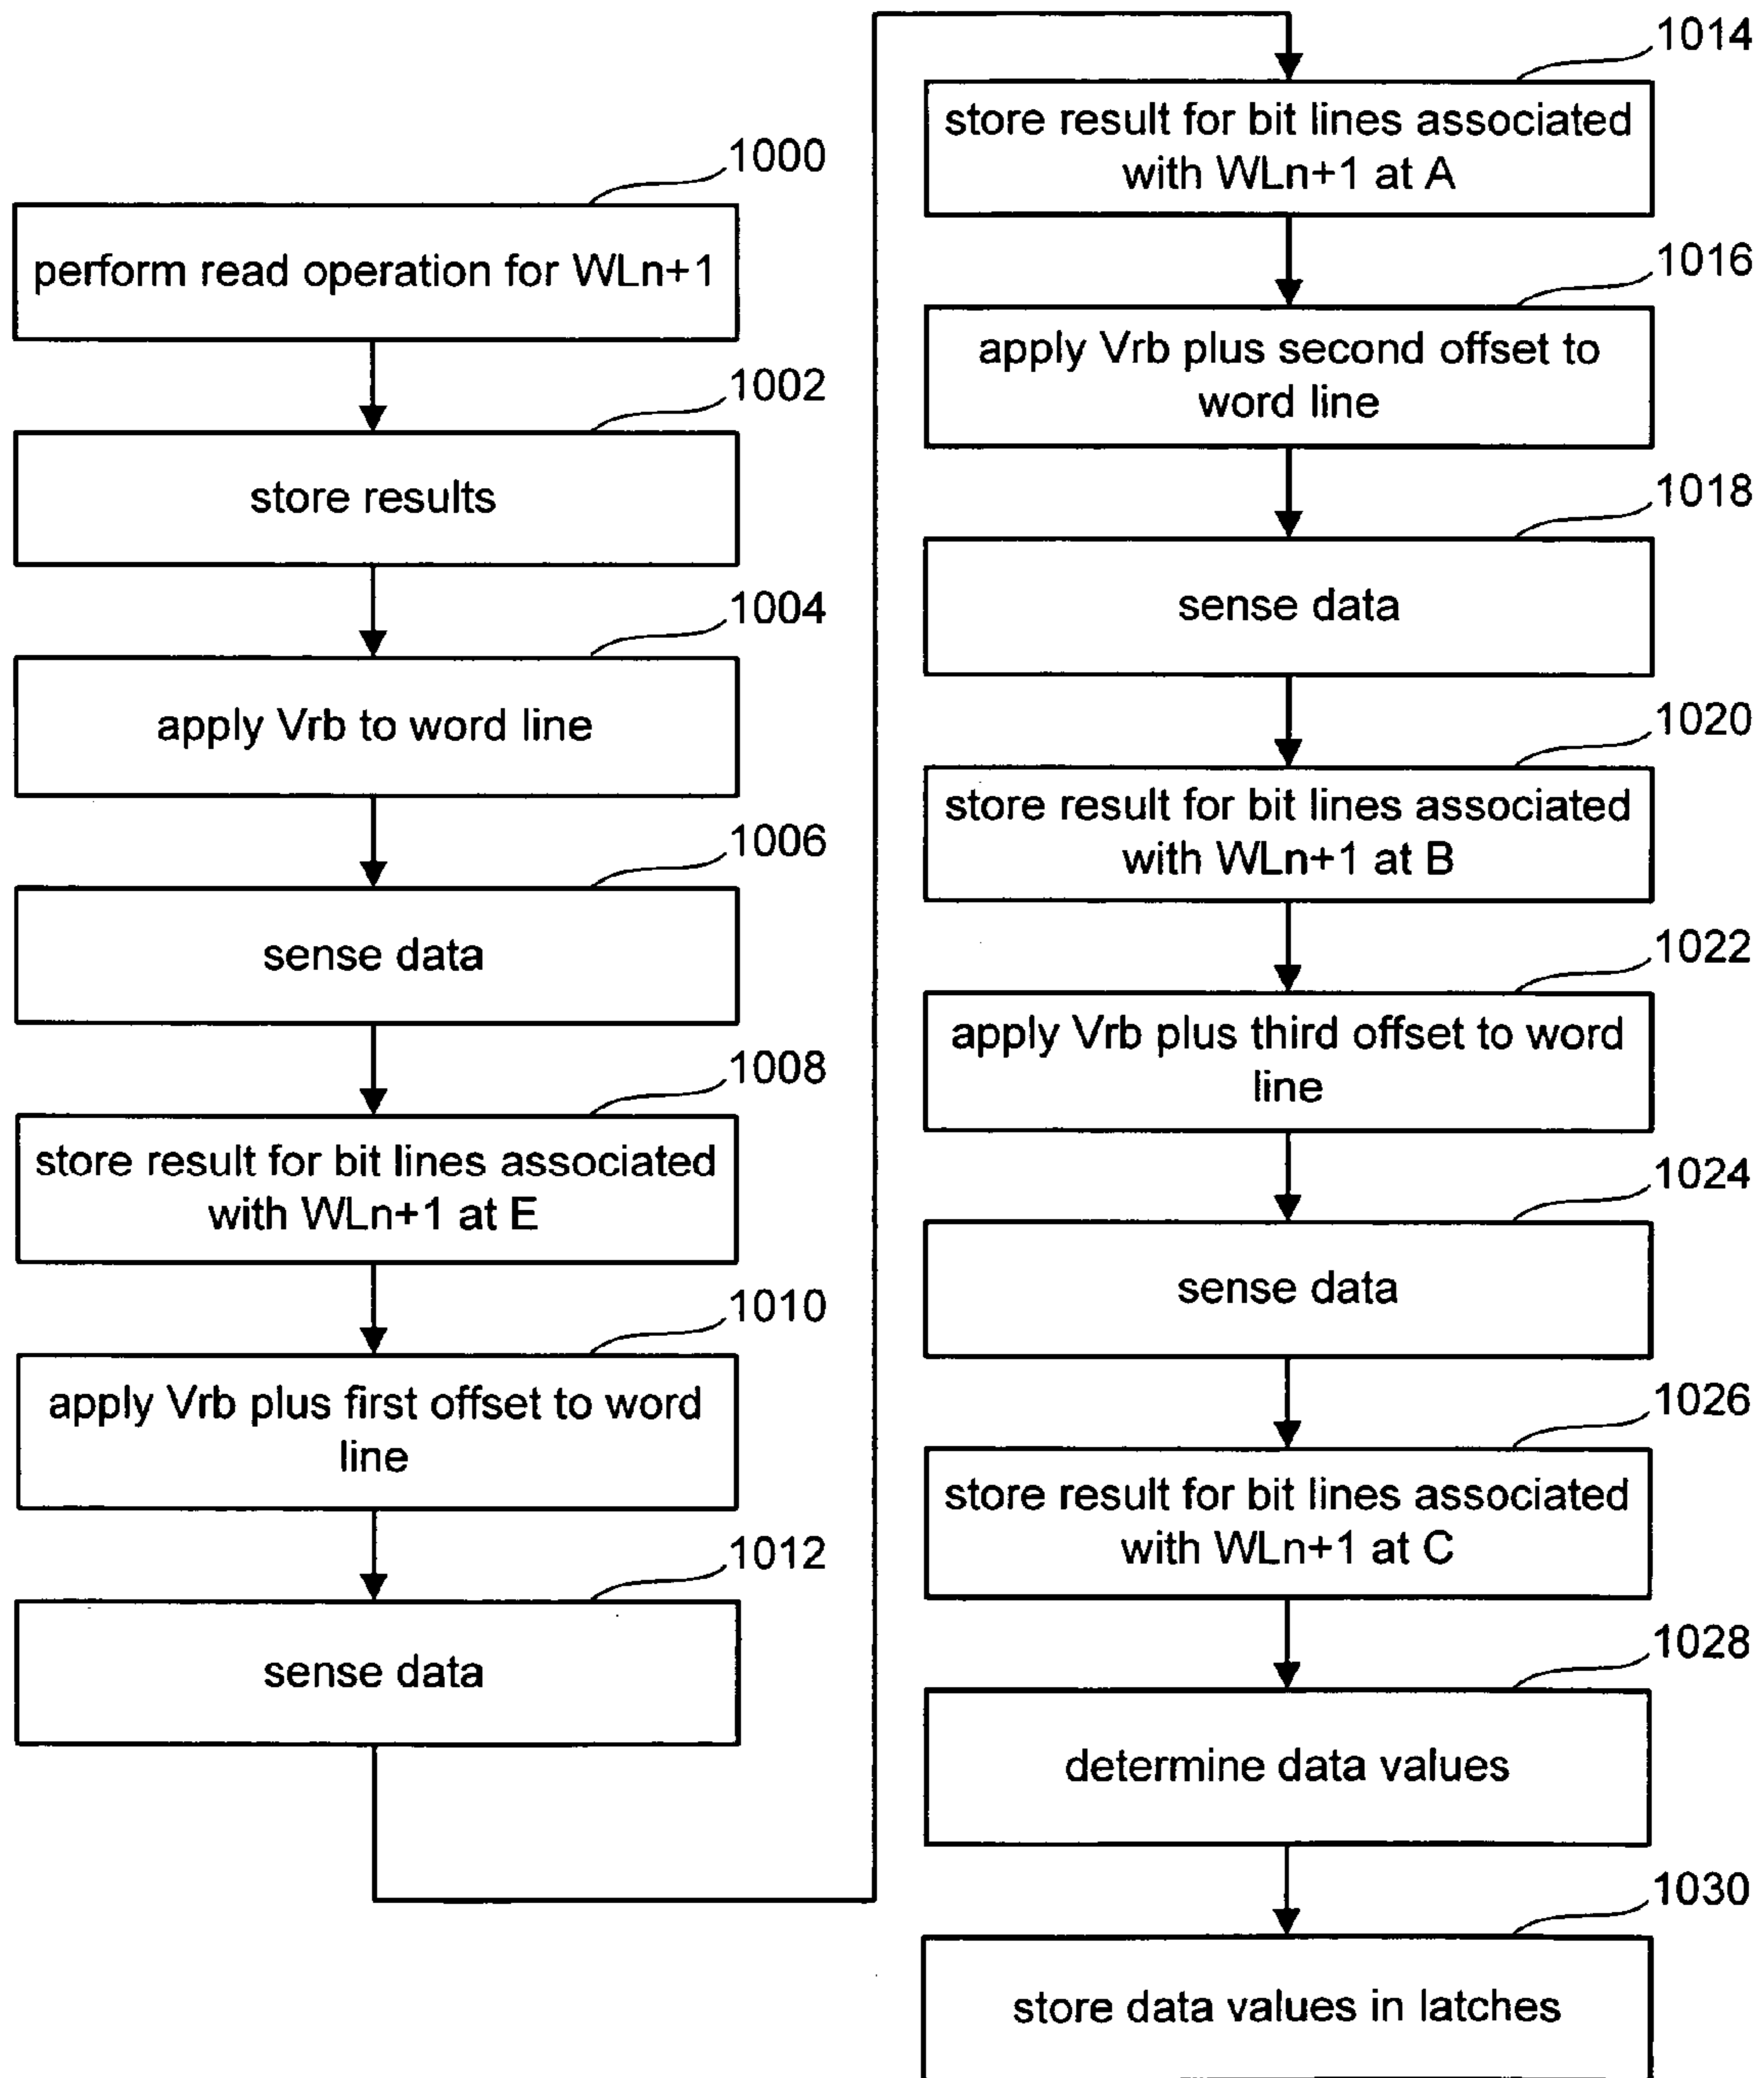 1000
perform read operation for WLn+1
1002
store results
1004
apply Vrb to word line
1006
sense data
1008
store result for bit lines associated
with WLn+1 at E
1010
apply Vrb plus first offset to word
line
1012
sense data
1014
store result for bit lines associated
with WLn+1 at A
1016
apply Vrb plus second offset to
word line
1018
sense data
1020
store result for bit lines associated
with WLn+1 at B
1022
apply Vrb plus third offset to word
line
1024
sense data
1026
store result for bit lines associated
with WLn+1 at C
1028
determine data values
1030
store data values in latches